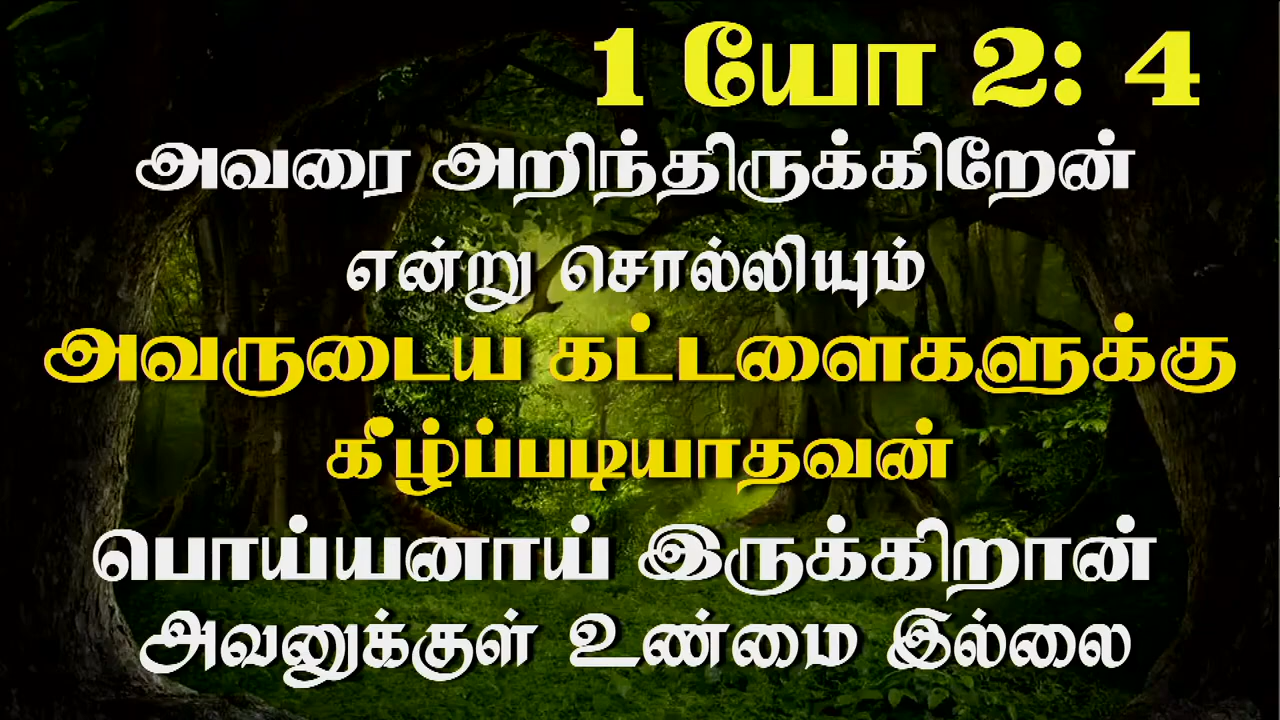 1 யோ 2: 4
அவரை அறிந்திருக்கிறேன்
என்று சொல்லியும்
அவருடைய கட்டளைகளுக்கு
கீழ்ப்படியாதவன்
பொய்யனாய் இருக்கிறான்
அவனுக்குள் உண்மை இல்லை